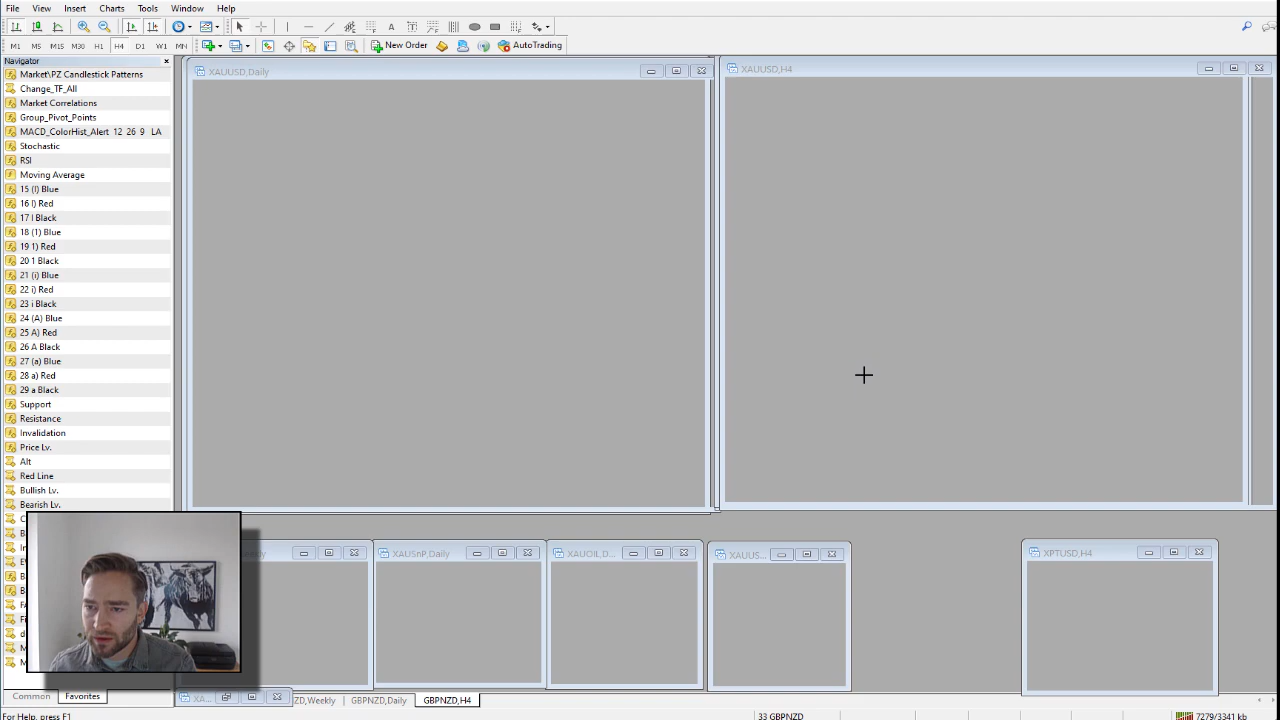 File View Insert Charts Tools Window Help
A T
M1 M5 M15 M30 H1 H4 D1 W1 MN New Order AutoTrading
Navigator
Market\PZ Candlestick Patterns
Change_TF_All
Market Correlations
Group_Pivot_Points
MACD_ColorHist_Alert 12 26 9 LA
Stochastic
RSI
Moving Average
15 (I) Blue
16 I) Red
17 I Black
18 (1) Blue
19 1) Red
20 1 Black
21 (i) Blue
22 i) Red
23 i Black
24 (A) Blue
25 A) Red
26 A Black
27 (a) Blue
28 a) Red
29 a Black
Support
Resistance
Invalidation
Price Lv.
Alt
Red Line
Bullish Lv.
Bearish Lv.
Common Favorites
XAUUSD,Daily
XAUUSD,H4
XAUSnP,Daily
XAUOIL,D...
XAUUS...
XPTUSD,H4
XA...
ZD,Weekly GBPNZD,Daily GBPNZD,H4
For Help, press F1 33 GBPNZD 7279/3341 kb